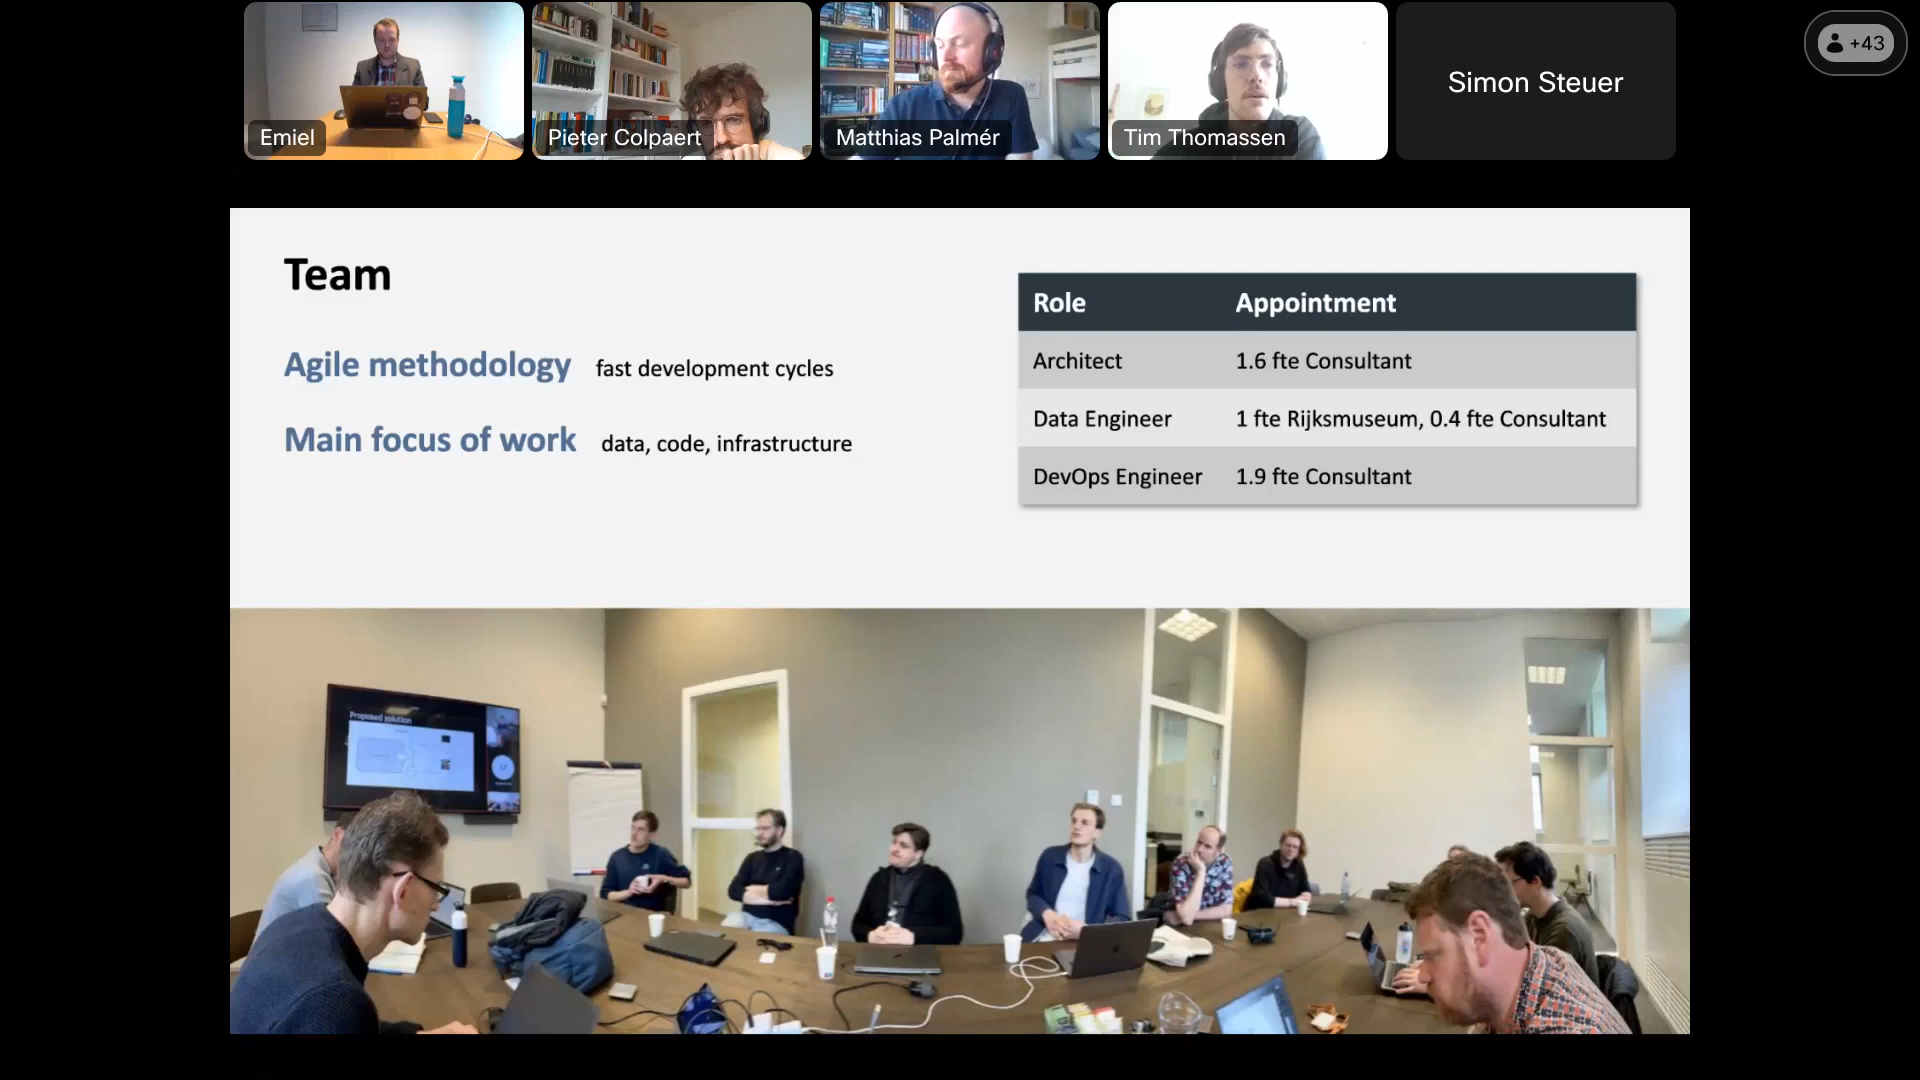 Emiel
Pieter Colpaert
Matthias Palmér
Tim Thomassen
Simon Steuer
+43
Team
Agile methodology fast development cycles
Main focus of work data, code, infrastructure
Role Appointment
Architect 1.6 fte Consultant
Data Engineer 1 fte Rijksmuseum, 0.4 fte Consultant
DevOps Engineer 1.9 fte Consultant
Proposed solution